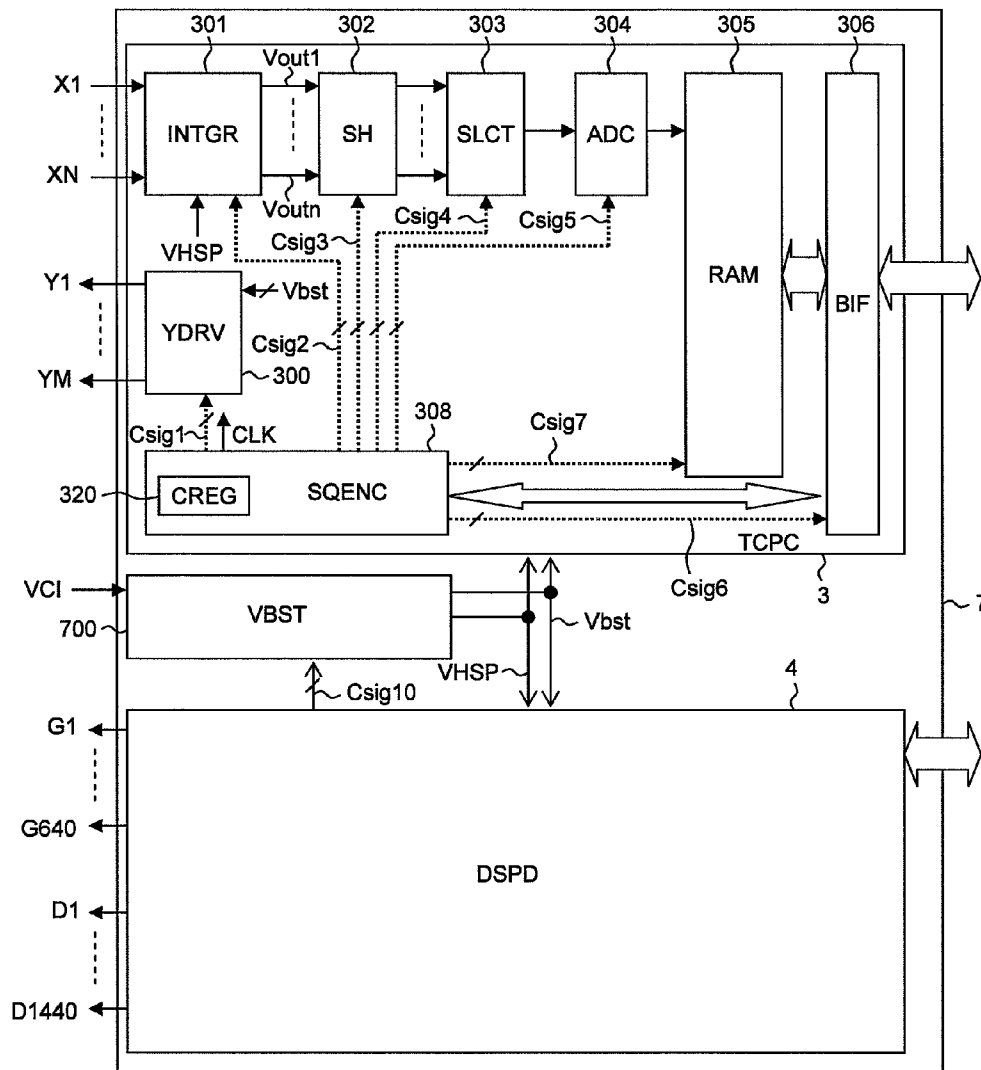 301 302 303 304 305 306
Vout1
X1
INTGR
SH
SLCT
ADC
XN
Voutn
Csig4
Csig5
Csig3
VHSP
RAM
BIF
Y1
Vbst
YDRV
Csig2
YM
300
308
Csig1
CLK
Csig7
320
CREG
SQENC
TCPC
Csig6
3
VCI
VBST
700
Vbst
7
VHSP
4
Csig10
G1
G640
DSPD
D1
D1440